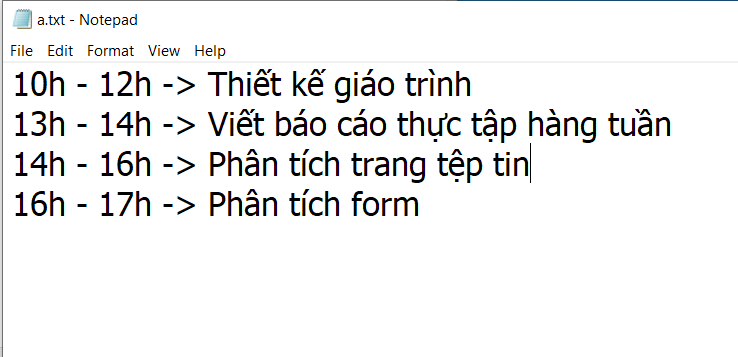 a.txt - Notepad
File Edit Format View Help
10h - 12h -> Thiết kế giáo trình
13h - 14h -> Viết báo cáo thực tập hàng tuần
14h - 16h -> Phân tích trang tệp tin
16h - 17h -> Phân tích form